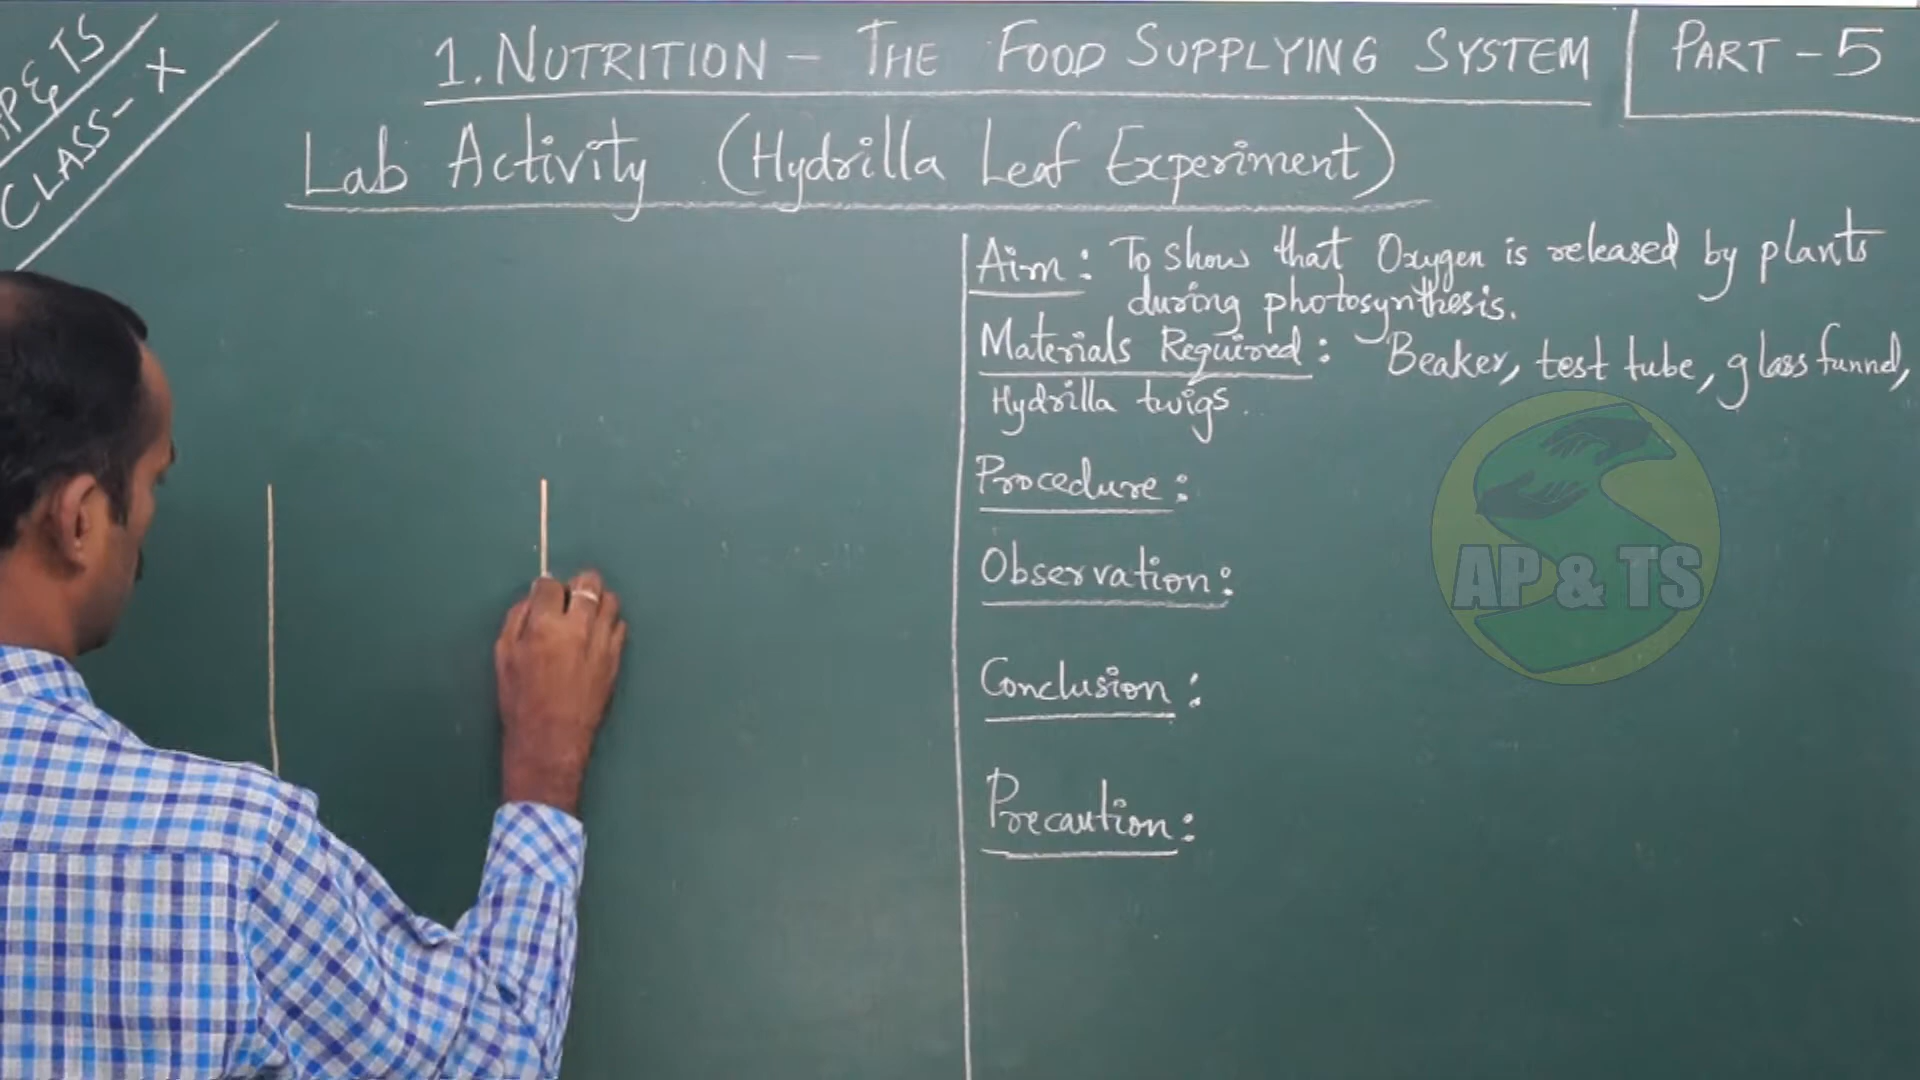 AP & TS
CLASS - X
1. NUTRITION - THE FOOD SUPPLYING SYSTEM
PART - 5
Lab Activity (Hydrilla Leaf Experiment)
Aim: To show that Oxygen is released by plants
during photosynthesis.
Materials Required: Beaker, test tube, glass funnel,
Hydrilla twigs.
Procedure:
Observation:
Conclusion:
Precaution:
AP & TS